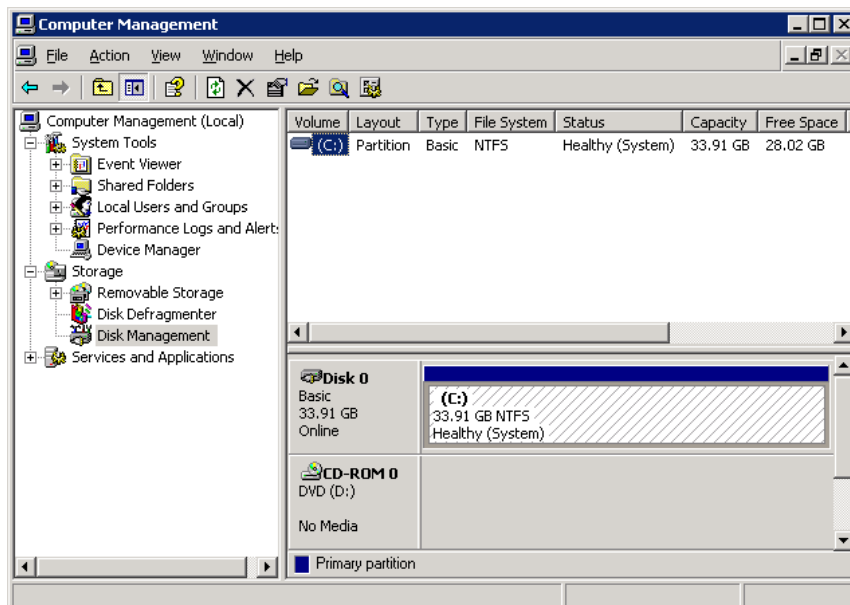 Computer Management
File Action View Window Help
Computer Management (Local)
System Tools
Event Viewer
Shared Folders
Local Users and Groups
Performance Logs and Alert
Device Manager
Storage
Removable Storage
Disk Defragmenter
Disk Management
Services and Applications
Volume Layout Type File System Status Capacity Free Space
(C:) Partition Basic NTFS Healthy (System) 33.91 GB 28.02 GB
Disk 0
Basic
33.91 GB
Online
(C:)
33.91 GB NTFS
Healthy (System)
CD-ROM 0
DVD (D:)
No Media
Primary partition